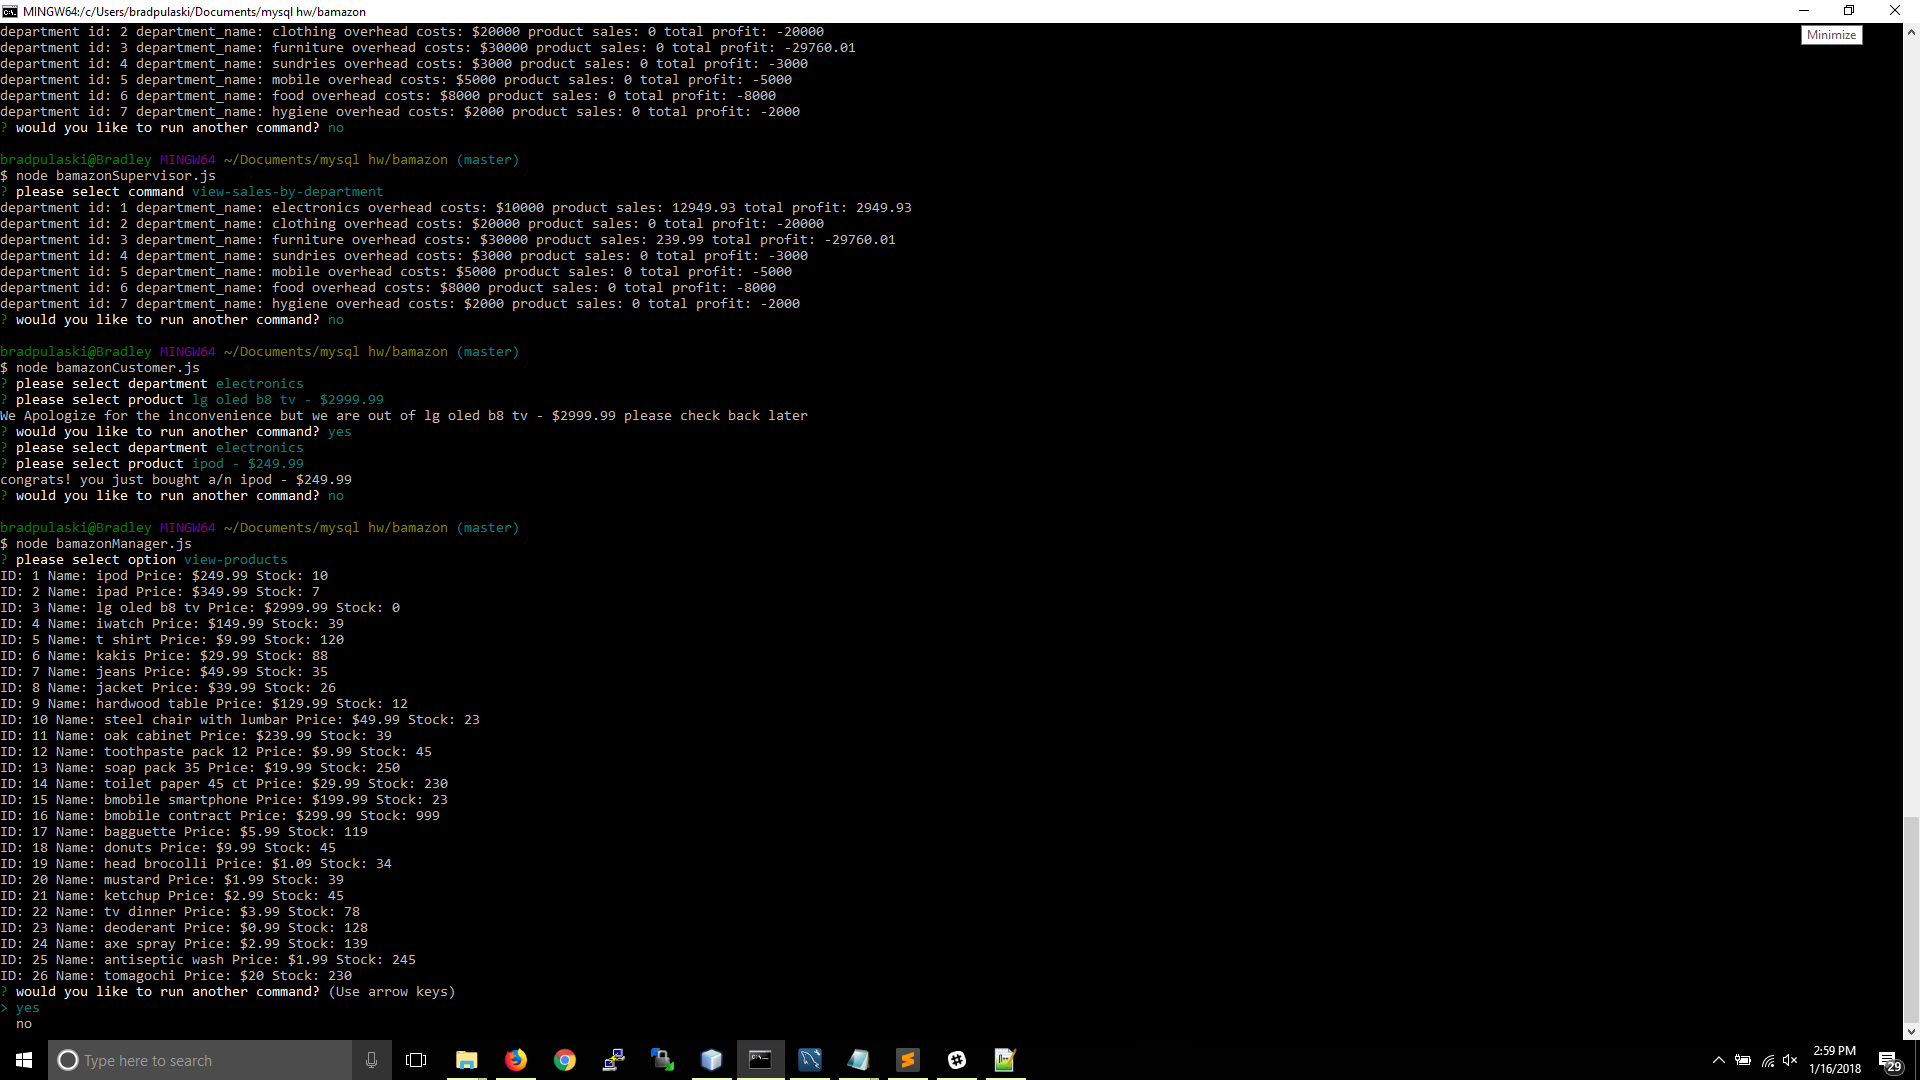 MINGW64:/c/Users/bradpulaski/Documents/mysql hw/bamazon
Minimize
department id: 2 department_name: clothing overhead costs: $20000 product sales: 0 total profit: -20000
department id: 3 department_name: furniture overhead costs: $30000 product sales: 0 total profit: -29760.01
department id: 4 department_name: sundries overhead costs: $3000 product sales: 0 total profit: -3000
department id: 5 department_name: mobile overhead costs: $5000 product sales: 0 total profit: -5000
department id: 6 department_name: food overhead costs: $8000 product sales: 0 total profit: -8000
department id: 7 department_name: hygiene overhead costs: $2000 product sales: 0 total profit: -2000
? would you like to run another command? no
bradpulaski@Bradley MINGW64 ~/Documents/mysql hw/bamazon (master)
$ node bamazonSupervisor.js
? please select command view-sales-by-department
department id: 1 department_name: electronics overhead costs: $10000 product sales: 12949.93 total profit: 2949.93
department id: 2 department_name: clothing overhead costs: $20000 product sales: 0 total profit: -20000
department id: 3 department_name: furniture overhead costs: $30000 product sales: 239.99 total profit: -29760.01
department id: 4 department_name: sundries overhead costs: $3000 product sales: 0 total profit: -3000
department id: 5 department_name: mobile overhead costs: $5000 product sales: 0 total profit: -5000
department id: 6 department_name: food overhead costs: $8000 product sales: 0 total profit: -8000
department id: 7 department_name: hygiene overhead costs: $2000 product sales: 0 total profit: -2000
? would you like to run another command? no
bradpulaski@Bradley MINGW64 ~/Documents/mysql hw/bamazon (master)
$ node bamazonCustomer.js
? please select department electronics
? please select product lg oled b8 tv - $2999.99
We Apologize for the inconvenience but we are out of lg oled b8 tv - $2999.99 please check back later
? would you like to run another command? yes
? please select department electronics
? please select product ipod - $249.99
congrats! you just bought a/n ipod - $249.99
? would you like to run another command? no
bradpulaski@Bradley MINGW64 ~/Documents/mysql hw/bamazon (master)
$ node bamazonManager.js
? please select option view-products
ID: 1 Name: ipod Price: $249.99 Stock: 10
ID: 2 Name: ipad Price: $349.99 Stock: 7
ID: 3 Name: lg oled b8 tv Price: $2999.99 Stock: 0
ID: 4 Name: iwatch Price: $149.99 Stock: 39
ID: 5 Name: t shirt Price: $9.99 Stock: 120
ID: 6 Name: kakis Price: $29.99 Stock: 88
ID: 7 Name: jeans Price: $49.99 Stock: 35
ID: 8 Name: jacket Price: $39.99 Stock: 26
ID: 9 Name: hardwood table Price: $129.99 Stock: 12
ID: 10 Name: steel chair with lumbar Price: $49.99 Stock: 23
ID: 11 Name: oak cabinet Price: $239.99 Stock: 39
ID: 12 Name: toothpaste pack 12 Price: $9.99 Stock: 45
ID: 13 Name: soap pack 35 Price: $19.99 Stock: 250
ID: 14 Name: toilet paper 45 ct Price: $29.99 Stock: 230
ID: 15 Name: bmobile smartphone Price: $199.99 Stock: 23
ID: 16 Name: bmobile contract Price: $299.99 Stock: 999
ID: 17 Name: bagguette Price: $5.99 Stock: 119
ID: 18 Name: donuts Price: $9.99 Stock: 45
ID: 19 Name: head brocolli Price: $1.09 Stock: 34
ID: 20 Name: mustard Price: $1.99 Stock: 39
ID: 21 Name: ketchup Price: $2.99 Stock: 45
ID: 22 Name: tv dinner Price: $3.99 Stock: 78
ID: 23 Name: deoderant Price: $0.99 Stock: 128
ID: 24 Name: axe spray Price: $2.99 Stock: 139
ID: 25 Name: antiseptic wash Price: $1.99 Stock: 245
ID: 26 Name: tomagochi Price: $20 Stock: 230
? would you like to run another command? (Use arrow keys)
> yes
no
Type here to search
2:59 PM
1/16/2018
29